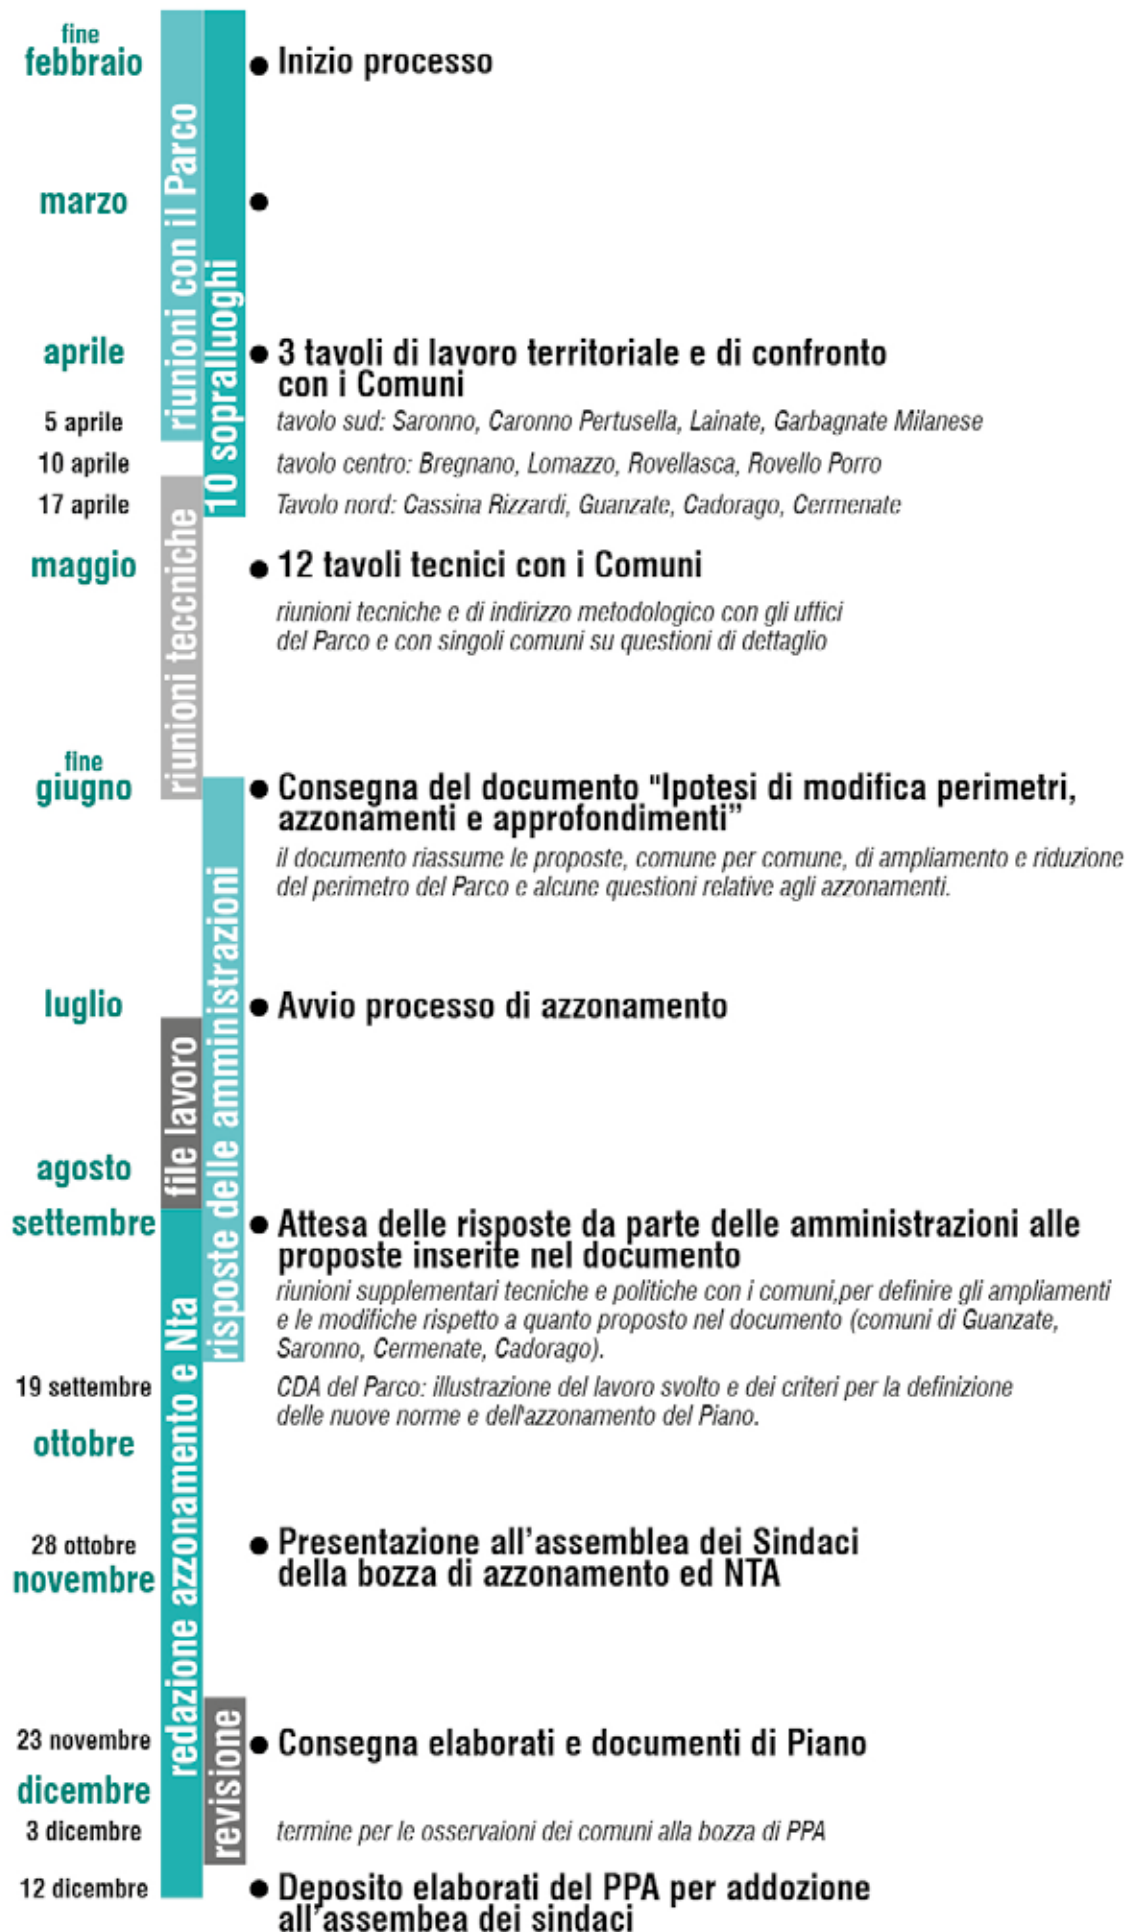 fine
febbraio
Inizio processo
riunioni con il Parco
10 sopralluoghi
marzo
aprile
3 tavoli di lavoro territoriale e di confronto
con i Comuni
5 aprile
tavolo sud: Saronno, Caronno Pertusella, Lainate, Garbagnate Milanese
10 aprile
tavolo centro: Bregnano, Lomazzo, Rovellasca, Rovello Porro
17 aprile
Tavolo nord: Cassina Rizzardi, Guanzate, Cadorago, Cermenate
riunioni teccniche
maggio
12 tavoli tecnici con i Comuni
riunioni tecniche e di indirizzo metodologico con gli uffici
del Parco e con singoli comuni su questioni di dettaglio
fine
giugno
Consegna del documento "Ipotesi di modifica perimetri,
azzonamenti e approfondimenti”
il documento riassume le proposte, comune per comune, di ampliamento e riduzione
del perimetro del Parco e alcune questioni relative agli azzonamenti.
risposte delle amministrazioni
luglio
Avvio processo di azzonamento
file lavoro
agosto
settembre
Attesa delle risposte da parte delle amministrazioni alle
proposte inserite nel documento
riunioni supplementari tecniche e politiche con i comuni,per definire gli ampliamenti
e le modifiche rispetto a quanto proposto nel documento (comuni di Guanzate,
Saronno, Cermenate, Cadorago).
redazione azzonamento e Nta
19 settembre
CDA del Parco: illustrazione del lavoro svolto e dei criteri per la definizione
delle nuove norme e dell'azzonamento del Piano.
ottobre
28 ottobre
Presentazione all’assemblea dei Sindaci
della bozza di azzonamento ed NTA
novembre
revisione
23 novembre
Consegna elaborati e documenti di Piano
dicembre
3 dicembre
termine per le osservaioni dei comuni alla bozza di PPA
12 dicembre
Deposito elaborati del PPA per addozione
all’assembea dei sindaci